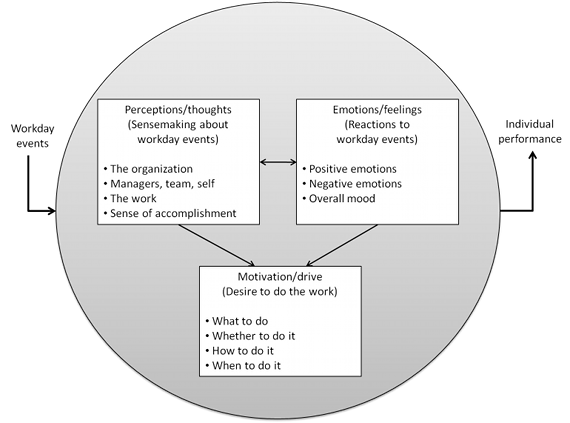 Workday
events
Perceptions/thoughts
(Sensemaking about
workday events)
• The organization
• Managers, team, self
• The work
• Sense of accomplishment
Emotions/feelings
(Reactions to
workday events)
• Positive emotions
• Negative emotions
• Overall mood
Individual
performance
Motivation/drive
(Desire to do the work)
• What to do
• Whether to do it
• How to do it
• When to do it